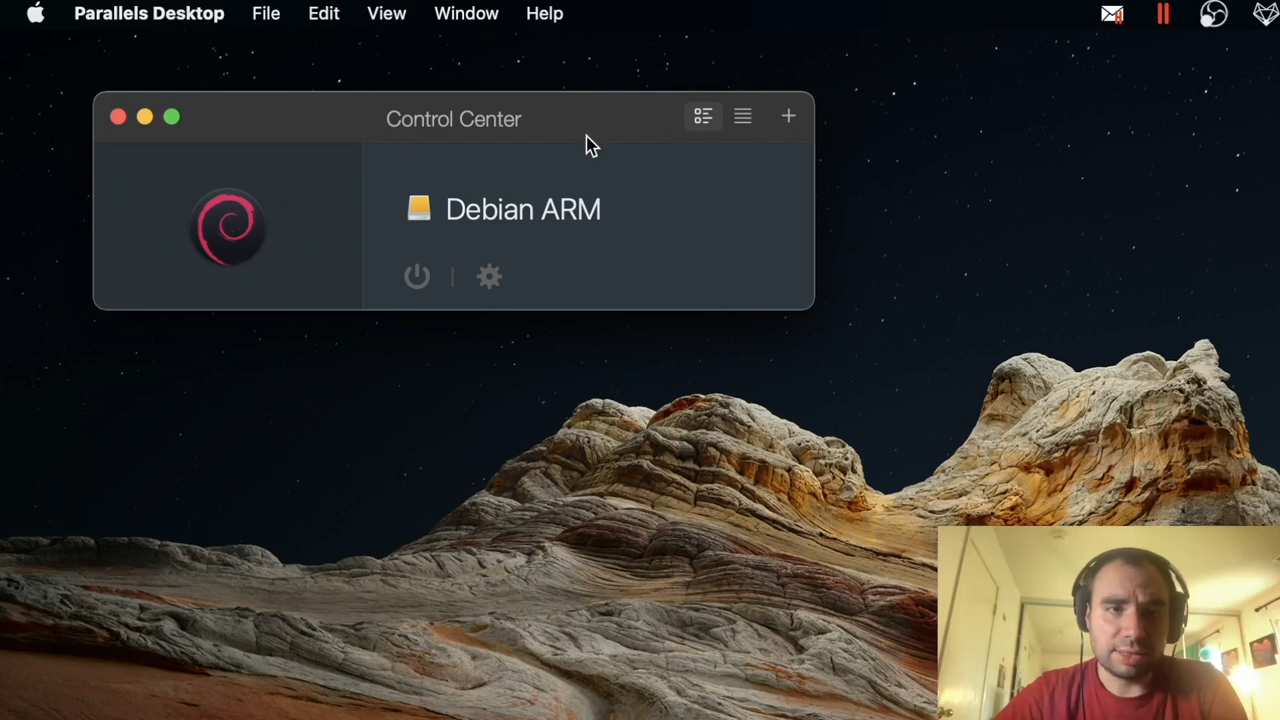 Parallels Desktop File Edit View Window Help
Control Center
Debian ARM